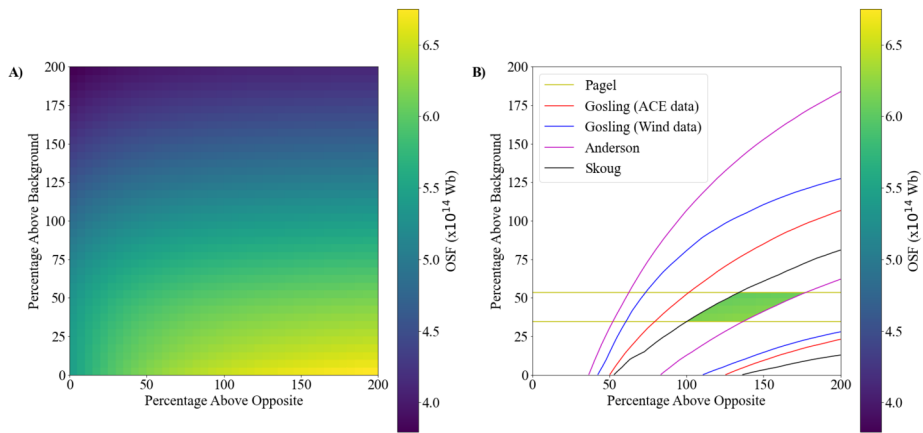 A)
200
175
150
125
100
75
50
25
0
Percentage Above Background
0 50 100 150 200
Percentage Above Opposite
6.5
6.0
5.5
5.0
4.5
4.0
OSF (x10¹⁴ Wb)
B)
200
175
150
125
100
75
50
25
0
Percentage Above Background
Pagel
Gosling (ACE data)
Gosling (Wind data)
Anderson
Skoug
0 50 100 150 200
Percentage Above Opposite
6.5
6.0
5.5
5.0
4.5
4.0
OSF (x10¹⁴ Wb)